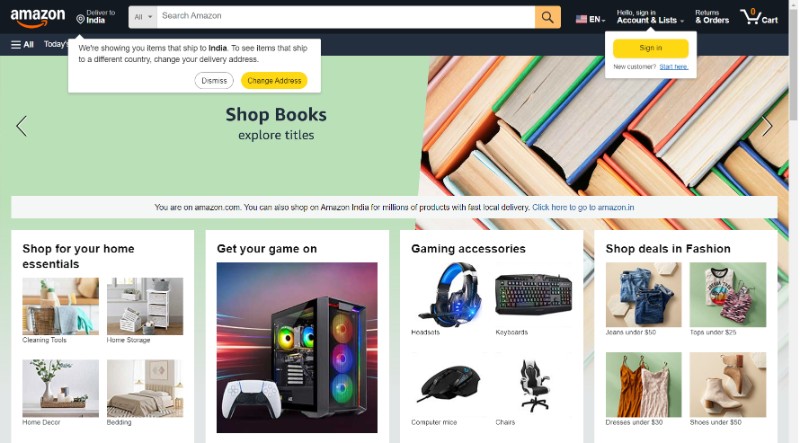 amazon
Deliver to
India
All
Search Amazon
EN
Hello, sign in
Account & Lists
Returns
& Orders
0
Cart
All
Today's
We're showing you items that ship to India. To see items that ship
to a different country, change your delivery address.
Dismiss
Change Address
Sign in
New customer? Start here.
Shop Books
explore titles
You are on amazon.com. You can also shop on Amazon India for millions of products with fast local delivery. Click here to go to amazon.in
Shop for your home
essentials
Cleaning Tools
Home Storage
Home Decor
Bedding
Get your game on
Gaming accessories
Headsets
Keyboards
Computer mice
Chairs
Shop deals in Fashion
Jeans under $50
Tops under $25
Dresses under $30
Shoes under $50